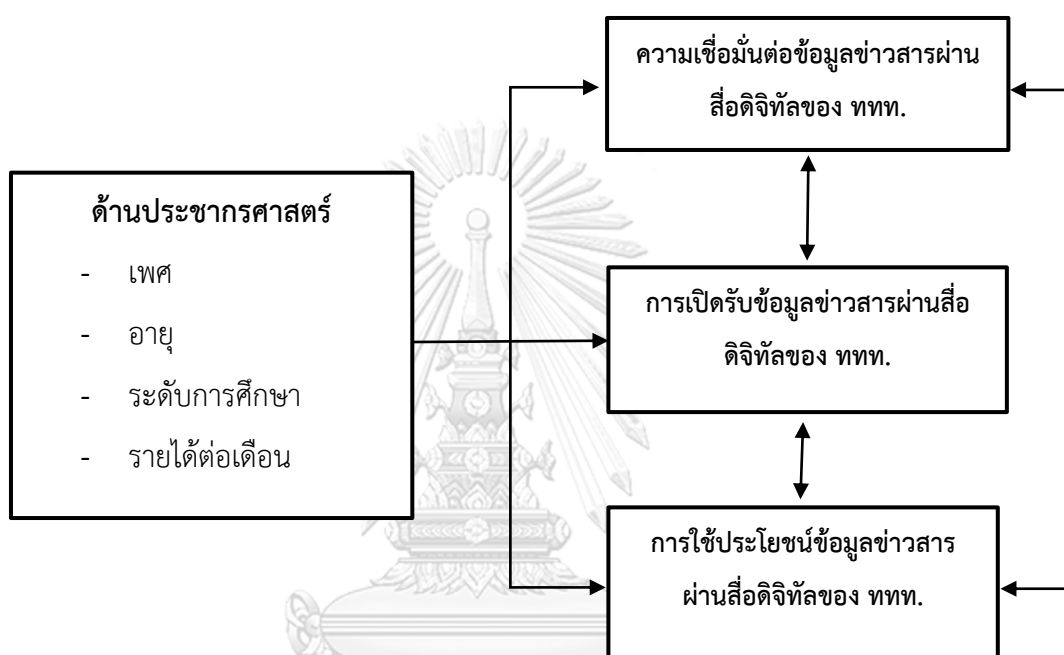 ความเชื่อมั่นต่อข้อมูลข่าวสารผ่าน
สื่อดิจิทัลของ ททท.
ด้านประชากรศาสตร์
- เพศ
- อายุ
- ระดับการศึกษา
- รายได้ต่อเดือน
การเปิดรับข้อมูลข่าวสารผ่านสื่อ
ดิจิทัลของ ททท.
การใช้ประโยชน์ข้อมูลข่าวสาร
ผ่านสื่อดิจิทัลของ ททท.